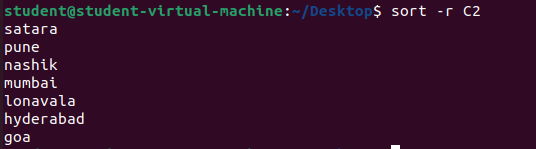 student@student-virtual-machine:~/Desktop$ sort -r C2
satara
pune
nashik
mumbai
lonavala
hyderabad
goa